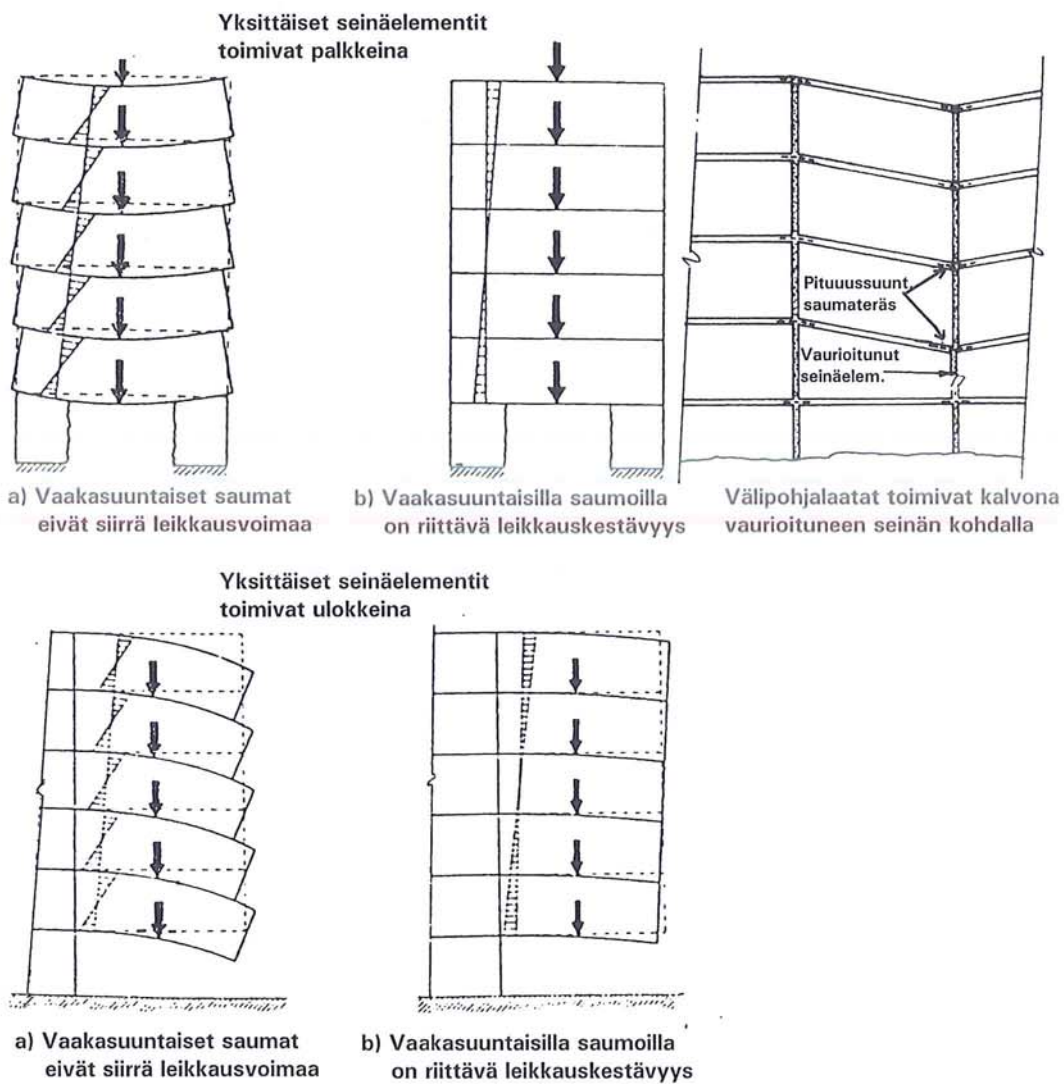 Yksittäiset seinäelementit
toimivat palkkeina
Pituuussuunt.
saumateräs
Vaurioitunut
seinäelem.
a) Vaakasuuntaiset saumat
eivät siirrä leikkausvoimaa
b) Vaakasuuntaisilla saumoilla
on riittävä leikkauskestävyys
Välipohjalaatat toimivat kalvona
vaurioituneen seinän kohdalla
Yksittäiset seinäelementit
toimivat ulokkeina
a) Vaakasuuntaiset saumat
eivät siirrä leikkausvoimaa
b) Vaakasuuntaisilla saumoilla
on riittävä leikkauskestävyys